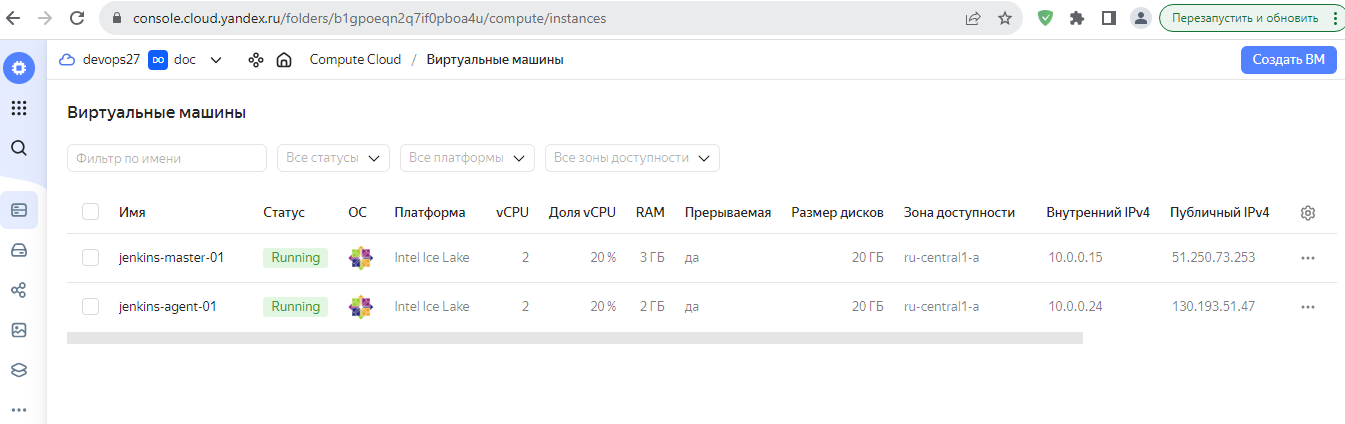 console.cloud.yandex.ru/folders/b1gpoeqn2q7if0pboa4u/compute/instances Перезапустить и обновить
devops27 DO doc Compute Cloud / Виртуальные машины Создать ВМ
Виртуальные машины
Фильтр по имени Все статусы Все платформы Все зоны доступности
Имя Статус ОС Платформа vCPU Доля vCPU RAM Прерываемая Размер дисков Зона доступности Внутренний IPv4 Публичный IPv4
jenkins-master-01 Running Intel Ice Lake 2 20 % 3 ГБ да 20 ГБ ru-central1-a 10.0.0.15 51.250.73.253
jenkins-agent-01 Running Intel Ice Lake 2 20 % 2 ГБ да 20 ГБ ru-central1-a 10.0.0.24 130.193.51.47